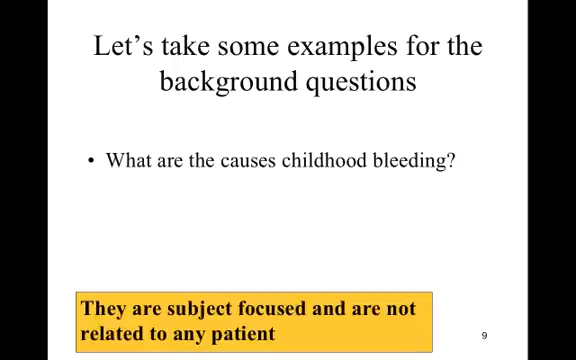 Let's take some examples for the
background questions
• What are the causes childhood bleeding?
They are subject focused and are not
related to any patient
9